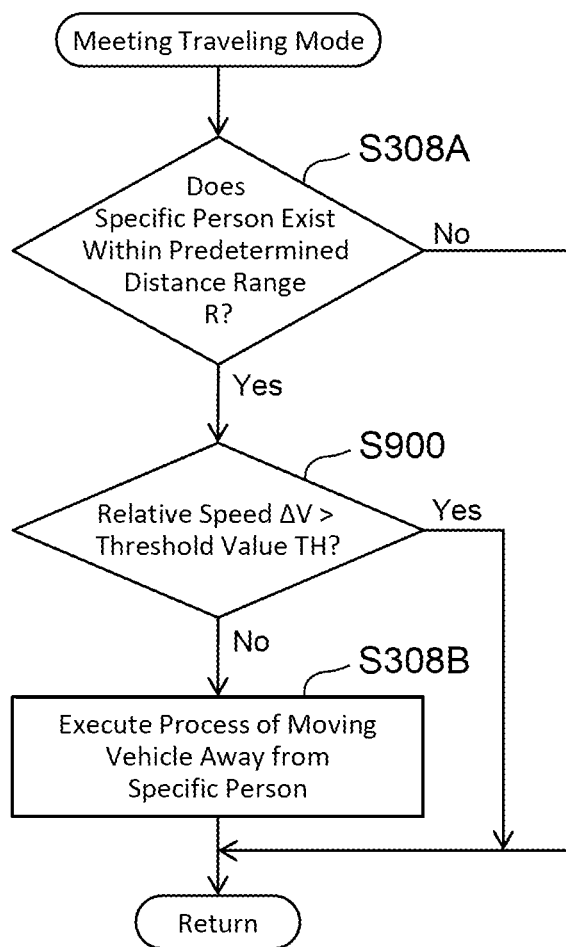 Meeting Traveling Mode
S308A
Does
Specific Person Exist
Within Predetermined
Distance Range
R?
No
Yes
S900
Relative Speed ΔV >
Threshold Value TH?
Yes
No
S308B
Execute Process of Moving
Vehicle Away from
Specific Person
Return